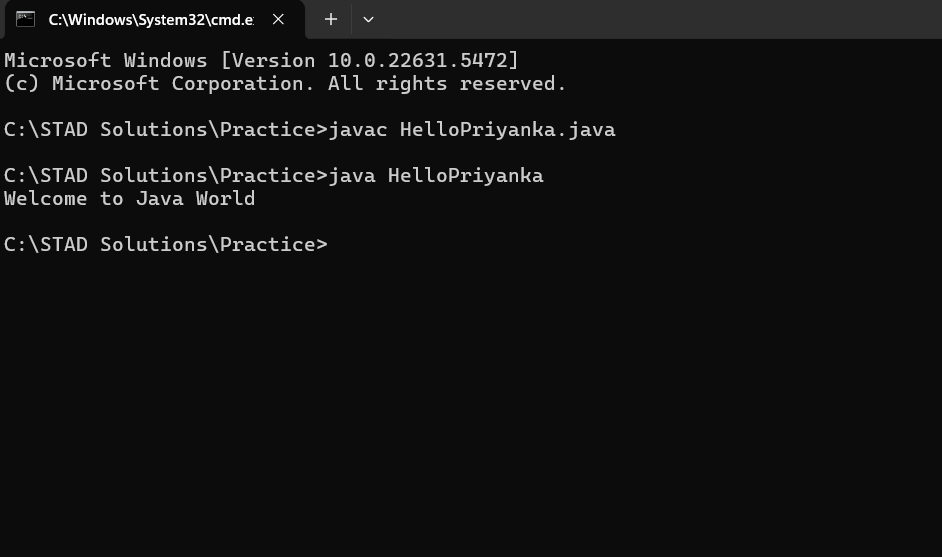 C:\Windows\System32\cmd.e
Microsoft Windows [Version 10.0.22631.5472]
(c) Microsoft Corporation. All rights reserved.
C:\STAD Solutions\Practice>javac HelloPriyanka.java
C:\STAD Solutions\Practice>java HelloPriyanka
Welcome to Java World
C:\STAD Solutions\Practice>